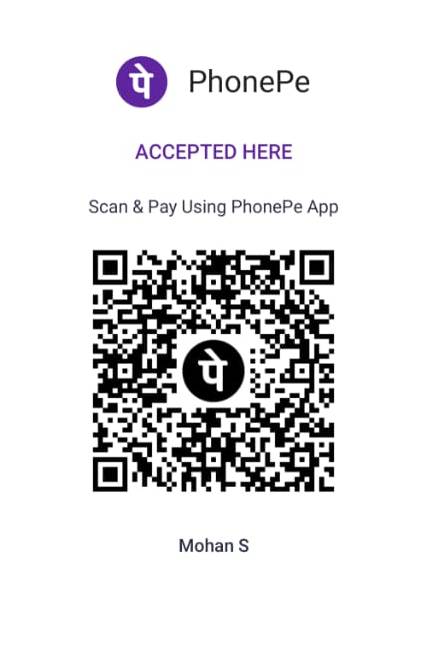 पे PhonePe
ACCEPTED HERE
Scan & Pay Using PhonePe App
पे
Mohan S